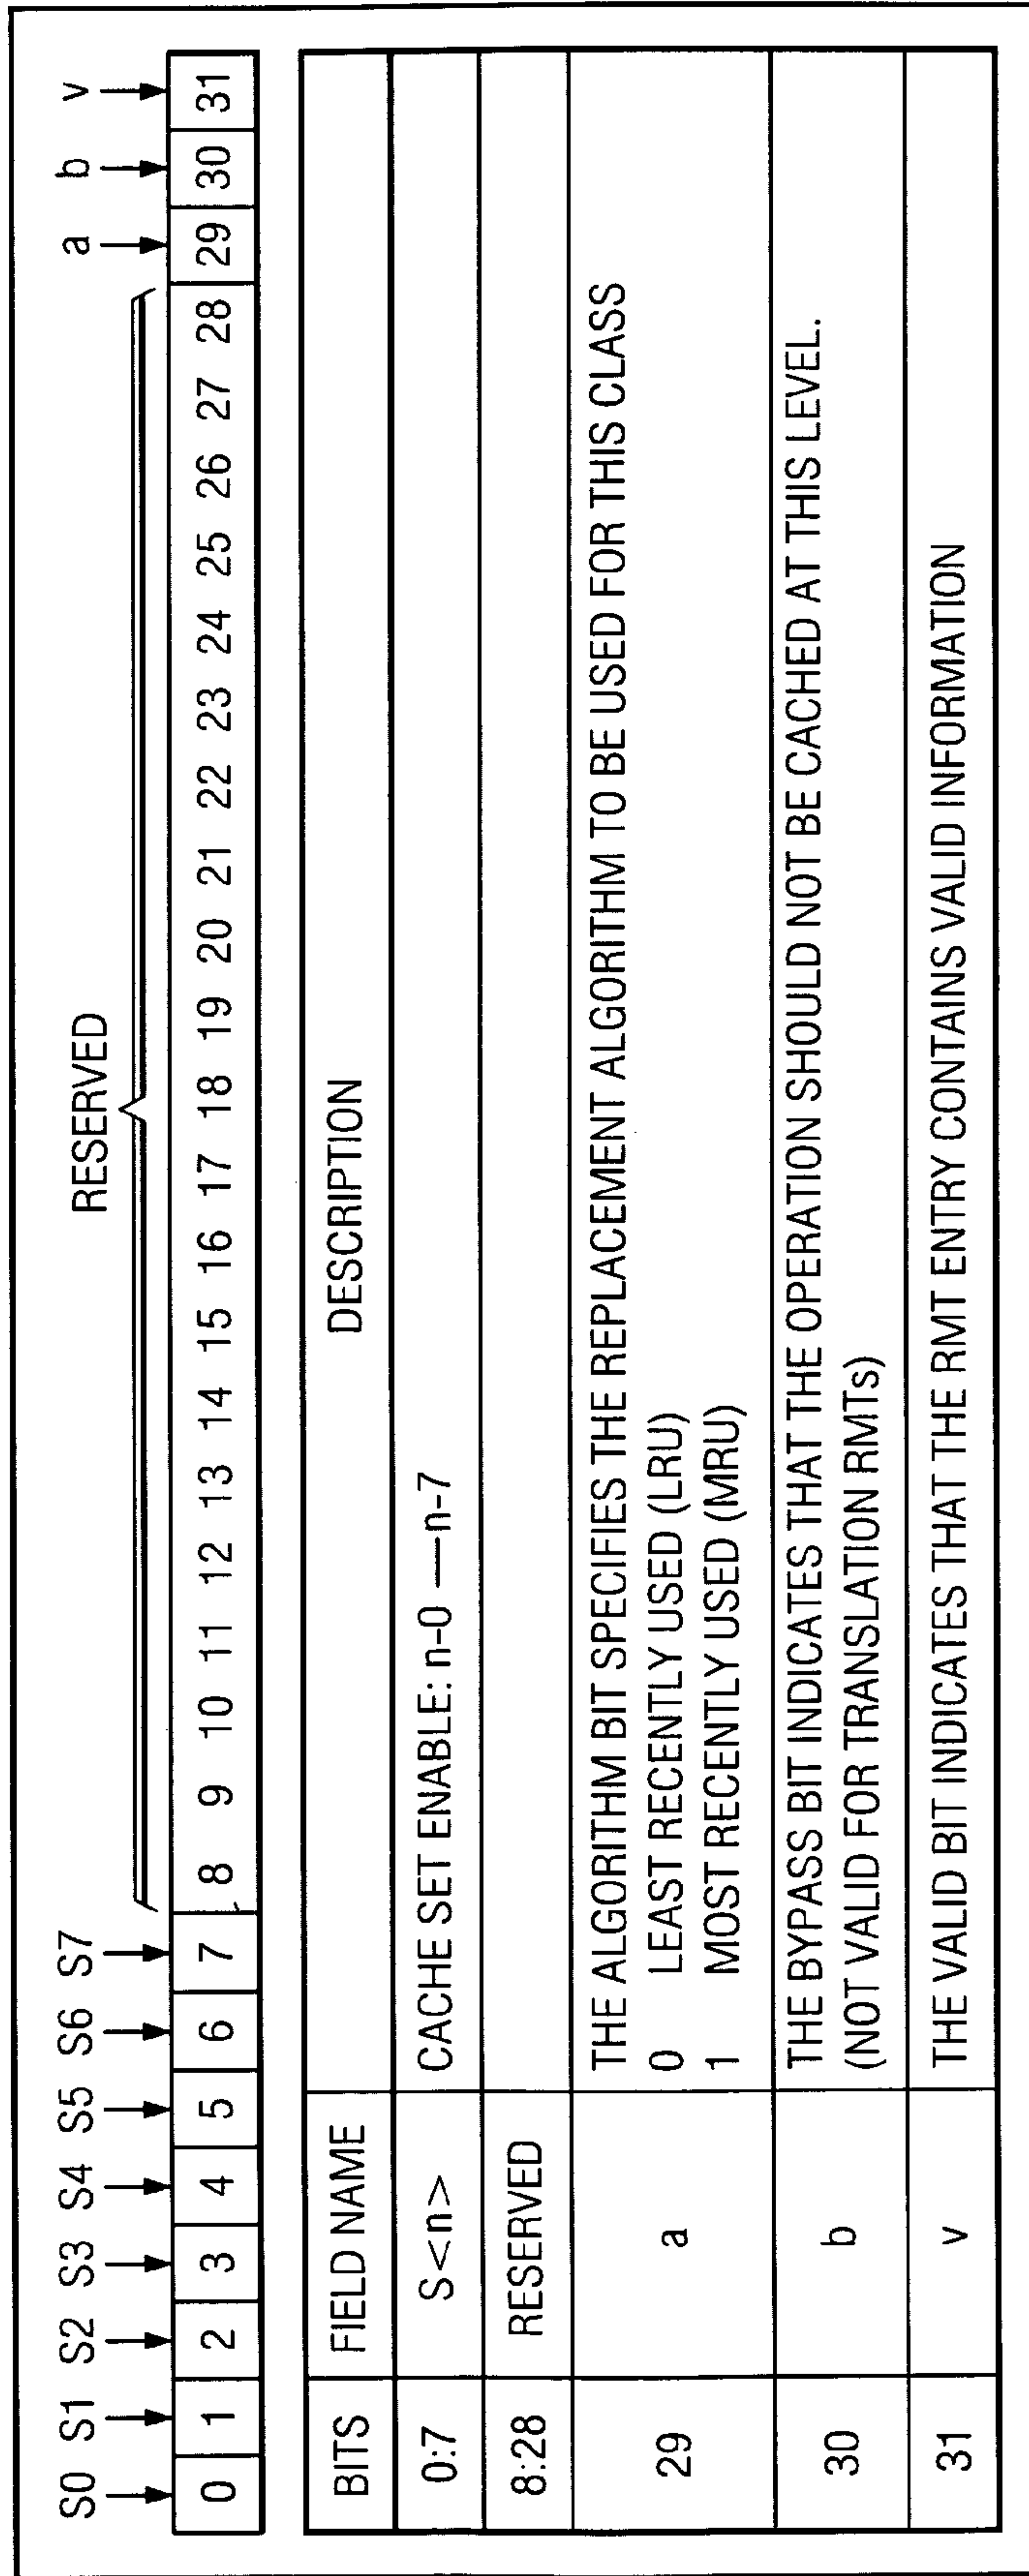 S0 S1 S2 S3 S4 S5 S6 S7 RESERVED a b v
0 1 2 3 4 5 6 7 8 9 10 11 12 13 14 15 16 17 18 19 20 21 22 23 24 25 26 27 28 29 30 31
BITS FIELD NAME DESCRIPTION
0:7 S<n> CACHE SET ENABLE: n-0 —n-7
8:28 RESERVED
29 a THE ALGORITHM BIT SPECIFIES THE REPLACEMENT ALGORITHM TO BE USED FOR THIS CLASS
0 LEAST RECENTLY USED (LRU)
1 MOST RECENTLY USED (MRU)
30 b THE BYPASS BIT INDICATES THAT THE OPERATION SHOULD NOT BE CACHED AT THIS LEVEL.
(NOT VALID FOR TRANSLATION RMTs)
31 v THE VALID BIT INDICATES THAT THE RMT ENTRY CONTAINS VALID INFORMATION